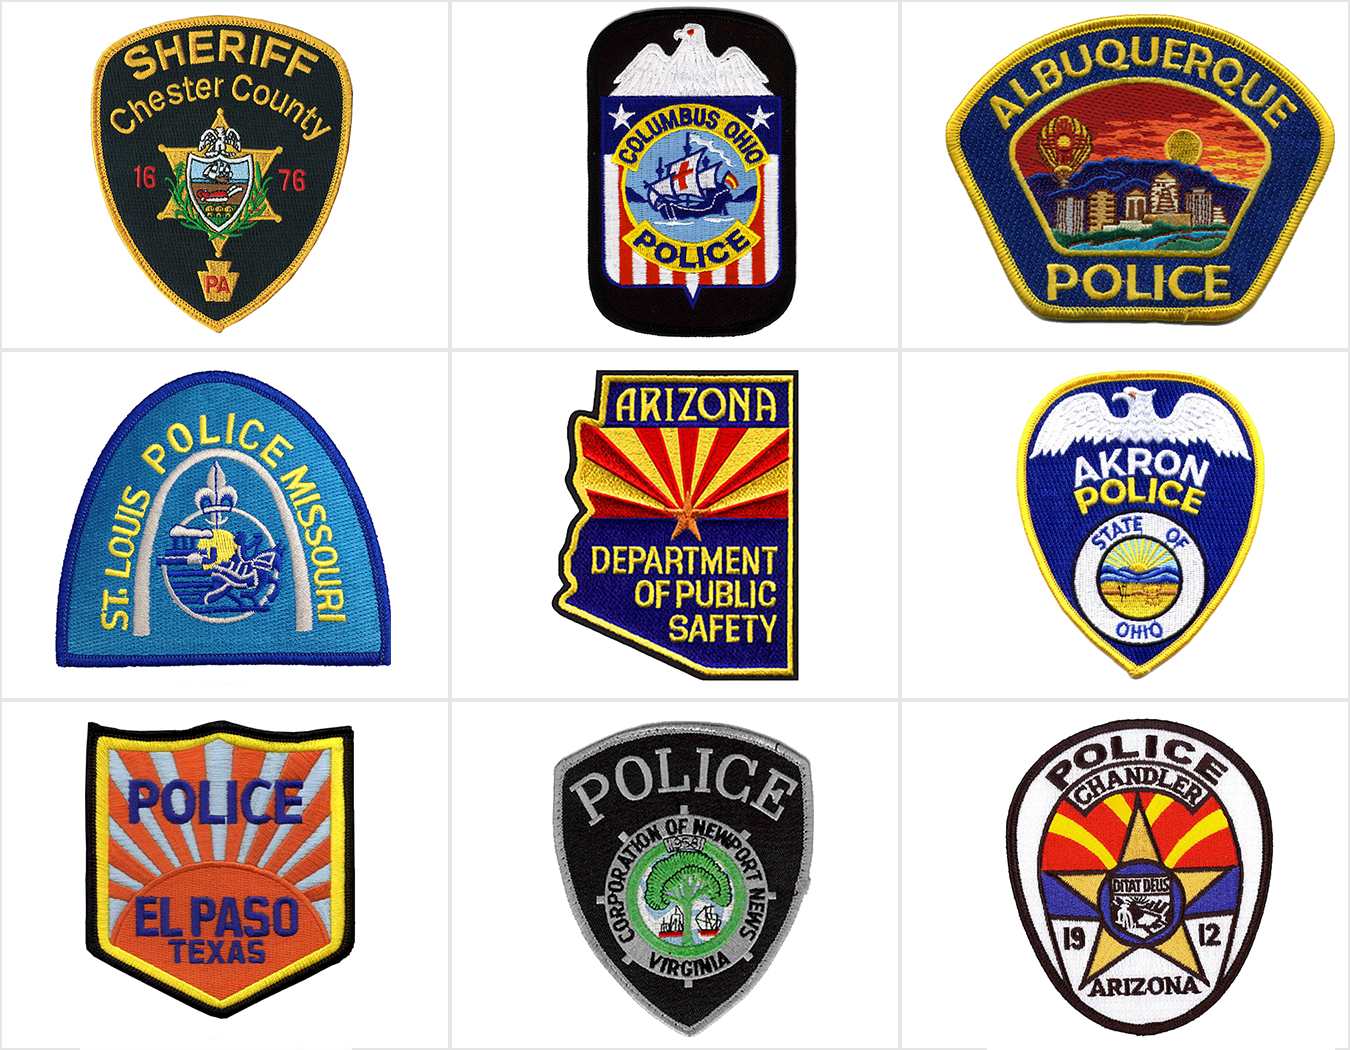 SHERIFF
Chester County
16 76
PA
COLUMBUS OHIO
POLICE
ALBUQUERQUE
POLICE
ST. LOUIS POLICE MISSOURI
ARIZONA
DEPARTMENT
OF PUBLIC
SAFETY
AKRON
POLICE
STATE OF
OHIO
POLICE
EL PASO
TEXAS
POLICE
CORPORATION OF NEWPORT NEWS
1958
VIRGINIA
POLICE
CHANDLER
DITAT DEUS
19 12
ARIZONA